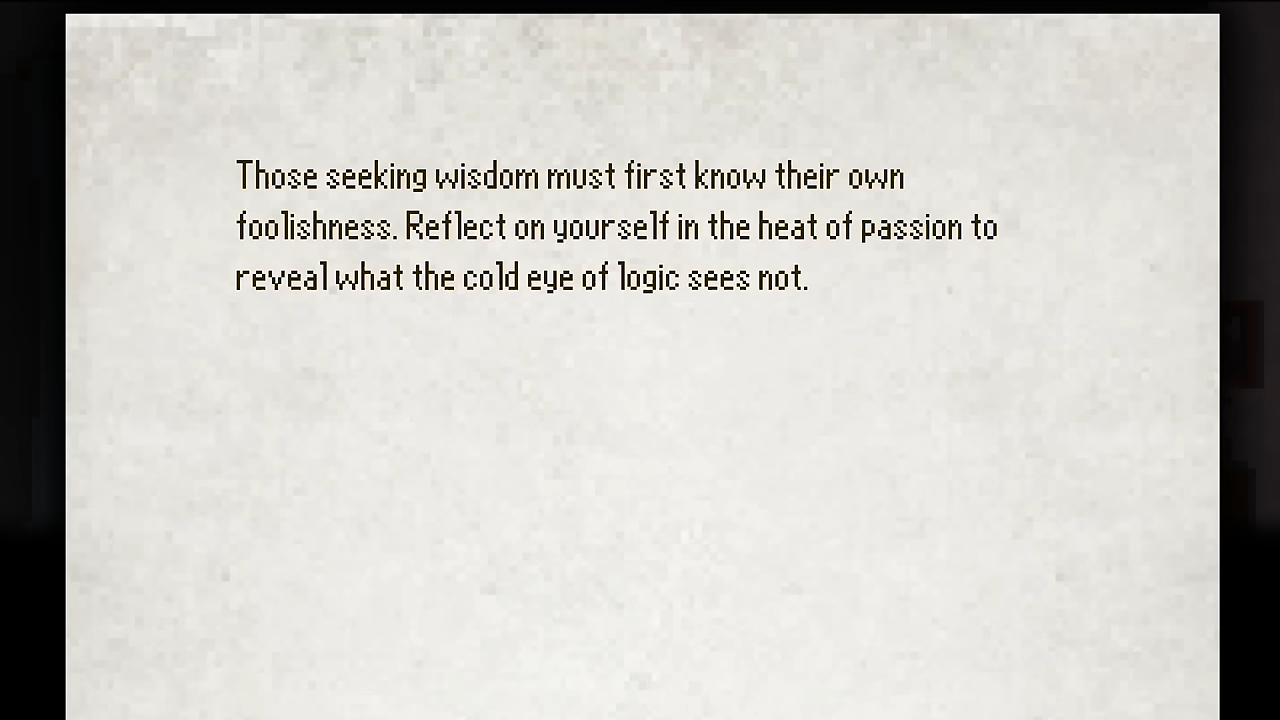 Those seeking wisdom must first know their own
foolishness. Reflect on yourself in the heat of passion to
reveal what the cold eye of logic sees not.